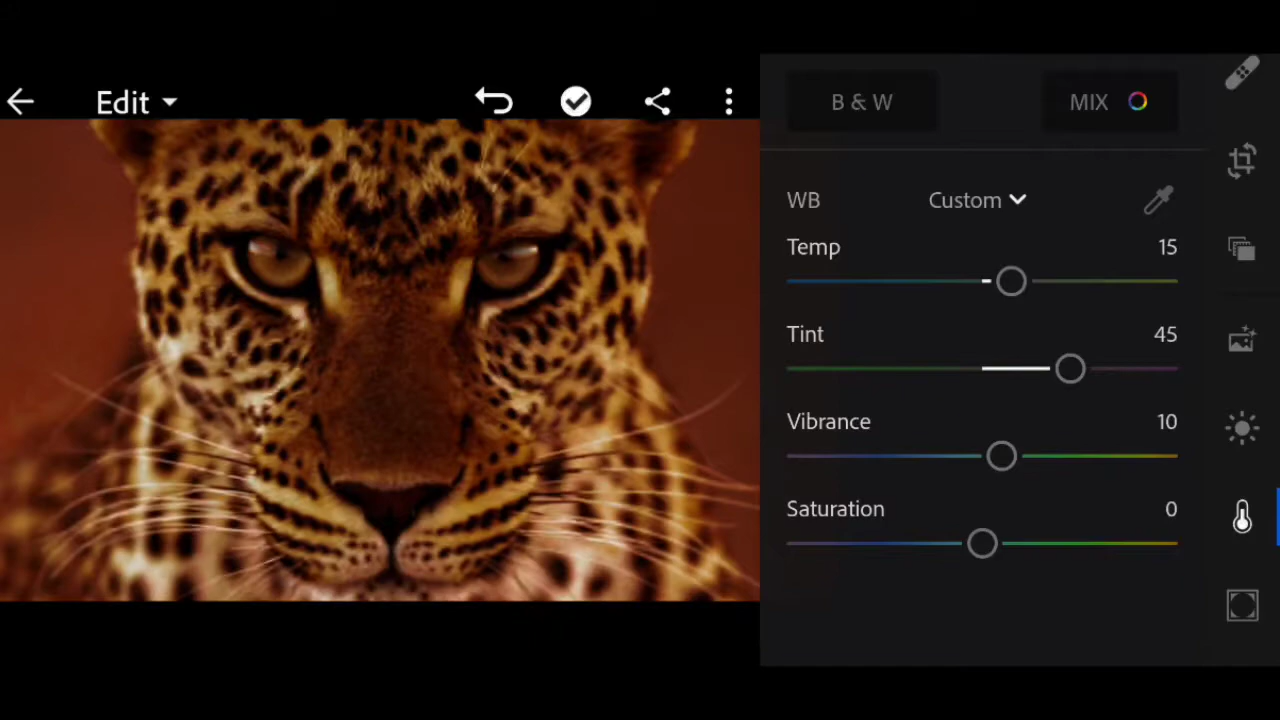 Edit
B & W
MIX
WB
Custom
Temp
15
Tint
45
Vibrance
10
Saturation
0